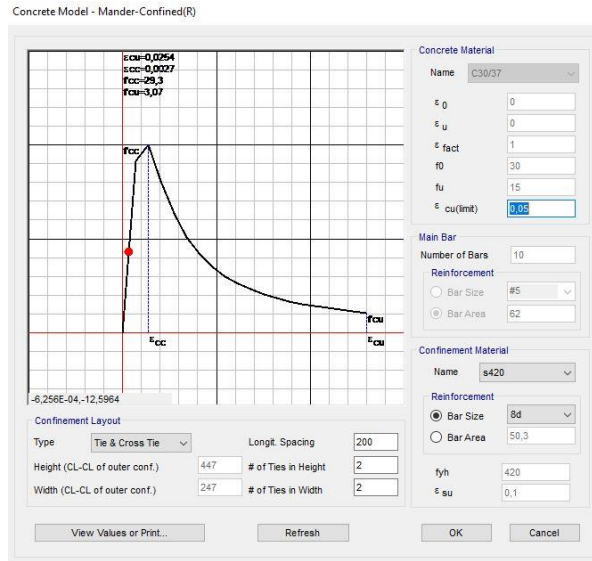 Concrete Model - Mander-Confined(R)
εcu=0,0254
εcc=0,0027
fcc=29,3
fcu=3,07
fcc
fcu
εcc
εcu
-6,256E-04,-12,5964
Concrete Material
Name C30/37
ε 0 0
ε u 0
ε fact 1
f0 30
fu 15
ε cu(limit) 0,05
Main Bar
Number of Bars 10
Reinforcement
Bar Size #5
Bar Area 62
Confinement Material
Name s420
Reinforcement
Bar Size 8d
Bar Area 50,3
fyh 420
ε su 0,1
Confinement Layout
Type Tie & Cross Tie Longit. Spacing 200
Height (CL-CL of outer conf.) 447 # of Ties in Height 2
Width (CL-CL of outer conf.) 247 # of Ties in Width 2
View Values or Print... Refresh OK Cancel